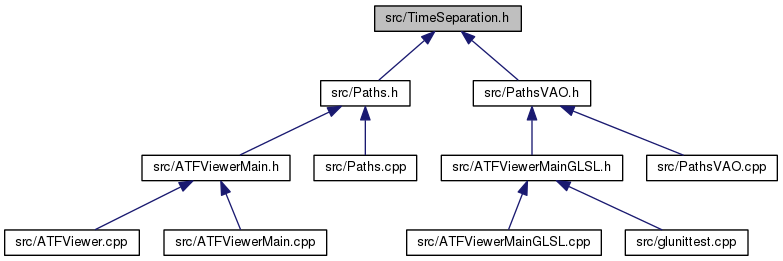 src/TimeSeparation.h
src/Paths.h
src/PathsVAO.h
src/ATFViewerMain.h
src/Paths.cpp
src/ATFViewerMainGLSL.h
src/PathsVAO.cpp
src/ATFViewer.cpp
src/ATFViewerMain.cpp
src/ATFViewerMainGLSL.cpp
src/glunittest.cpp